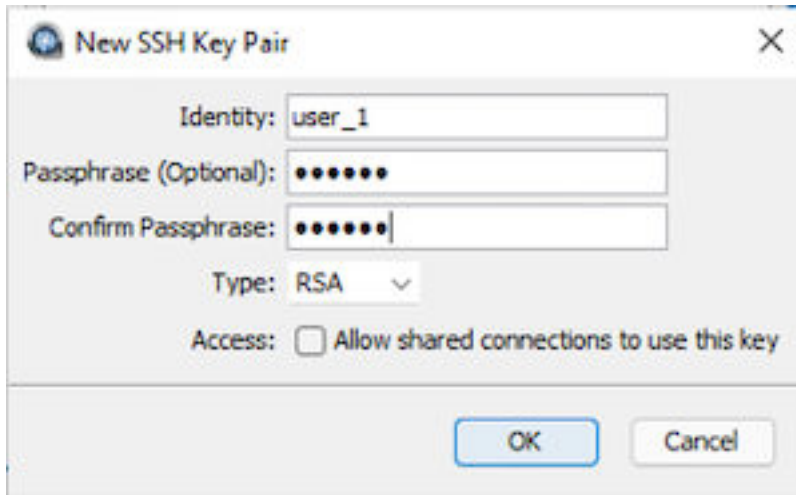 New SSH Key Pair
Identity: user_1
Passphrase (Optional): ••••••
Confirm Passphrase: ••••••
Type: RSA
Access: Allow shared connections to use this key
OK Cancel